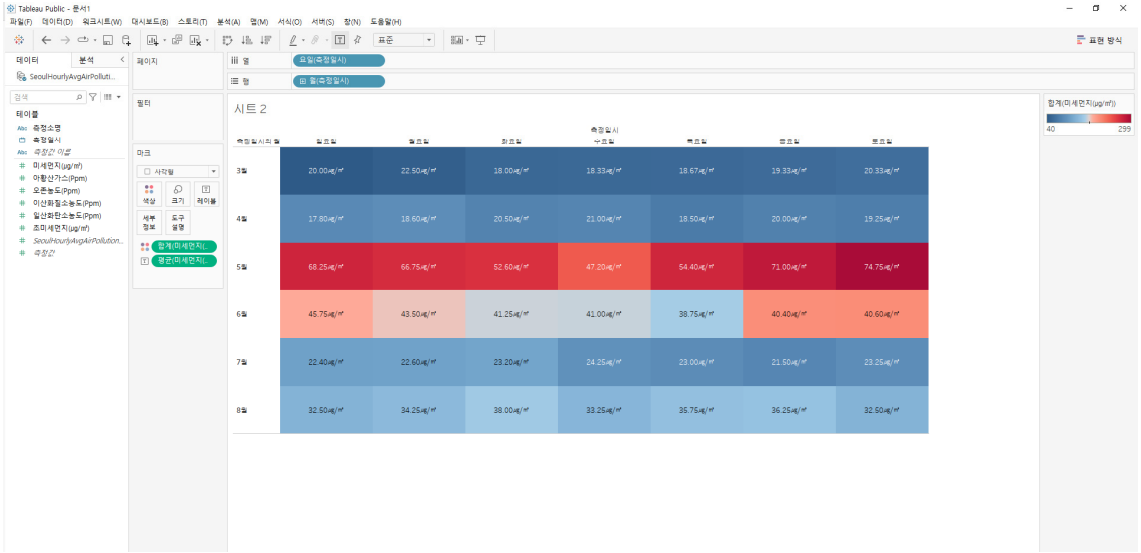 Tableau Public - 문서1
파일(F) 데이터(D) 워크시트(W) 대시보드(B) 스토리(T) 분석(A) 맵(M) 서식(O) 서버(S) 창(N) 도움말(H)
표준
표현 방식
데이터 분석
SeoulHourlyAvgAirPolluti...
검색
테이블
Abc 측정소명
측정일시
Abc 측정값 이름
미세먼지(㎍/㎥)
아황산가스(Ppm)
오존농도(Ppm)
이산화질소농도(Ppm)
일산화탄소농도(Ppm)
초미세먼지(㎍/㎥)
SeoulHourlyAvgAirPollution...
측정값
페이지
필터
마크
사각형
색상 크기 레이블
세부 정보 도구 설명
합계(미세먼지(..
평균(미세먼지(..
열 요일(측정일시)
행 월(측정일시)
시트 2
측정일시
측정일시의 월 일요일 월요일 화요일 수요일 목요일 금요일 토요일
3월 20.00㎍/㎥ 22.50㎍/㎥ 18.00㎍/㎥ 18.33㎍/㎥ 18.67㎍/㎥ 19.33㎍/㎥ 20.33㎍/㎥
4월 17.80㎍/㎥ 18.60㎍/㎥ 20.50㎍/㎥ 21.00㎍/㎥ 18.50㎍/㎥ 20.00㎍/㎥ 19.25㎍/㎥
5월 68.25㎍/㎥ 66.75㎍/㎥ 52.60㎍/㎥ 47.20㎍/㎥ 54.40㎍/㎥ 71.00㎍/㎥ 74.75㎍/㎥
6월 45.75㎍/㎥ 43.50㎍/㎥ 41.25㎍/㎥ 41.00㎍/㎥ 38.75㎍/㎥ 40.40㎍/㎥ 40.60㎍/㎥
7월 22.40㎍/㎥ 22.60㎍/㎥ 23.20㎍/㎥ 24.25㎍/㎥ 23.00㎍/㎥ 21.50㎍/㎥ 23.25㎍/㎥
8월 32.50㎍/㎥ 34.25㎍/㎥ 38.00㎍/㎥ 33.25㎍/㎥ 35.75㎍/㎥ 36.25㎍/㎥ 32.50㎍/㎥
합계(미세먼지(㎍/㎥))
40 299